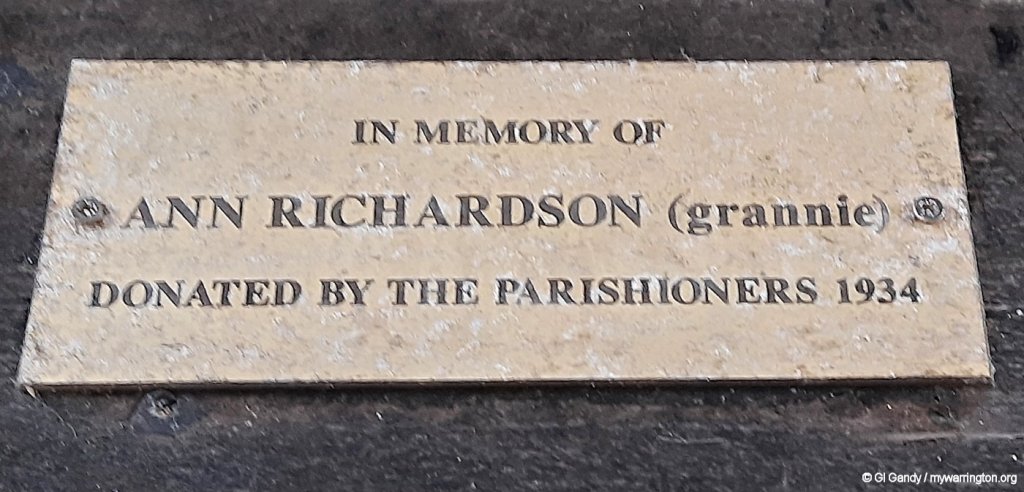 IN MEMORY OF
ANN RICHARDSON (grannie)
DONATED BY THE PARISHIONERS 1934
© GI Gandy / mywarrington.org